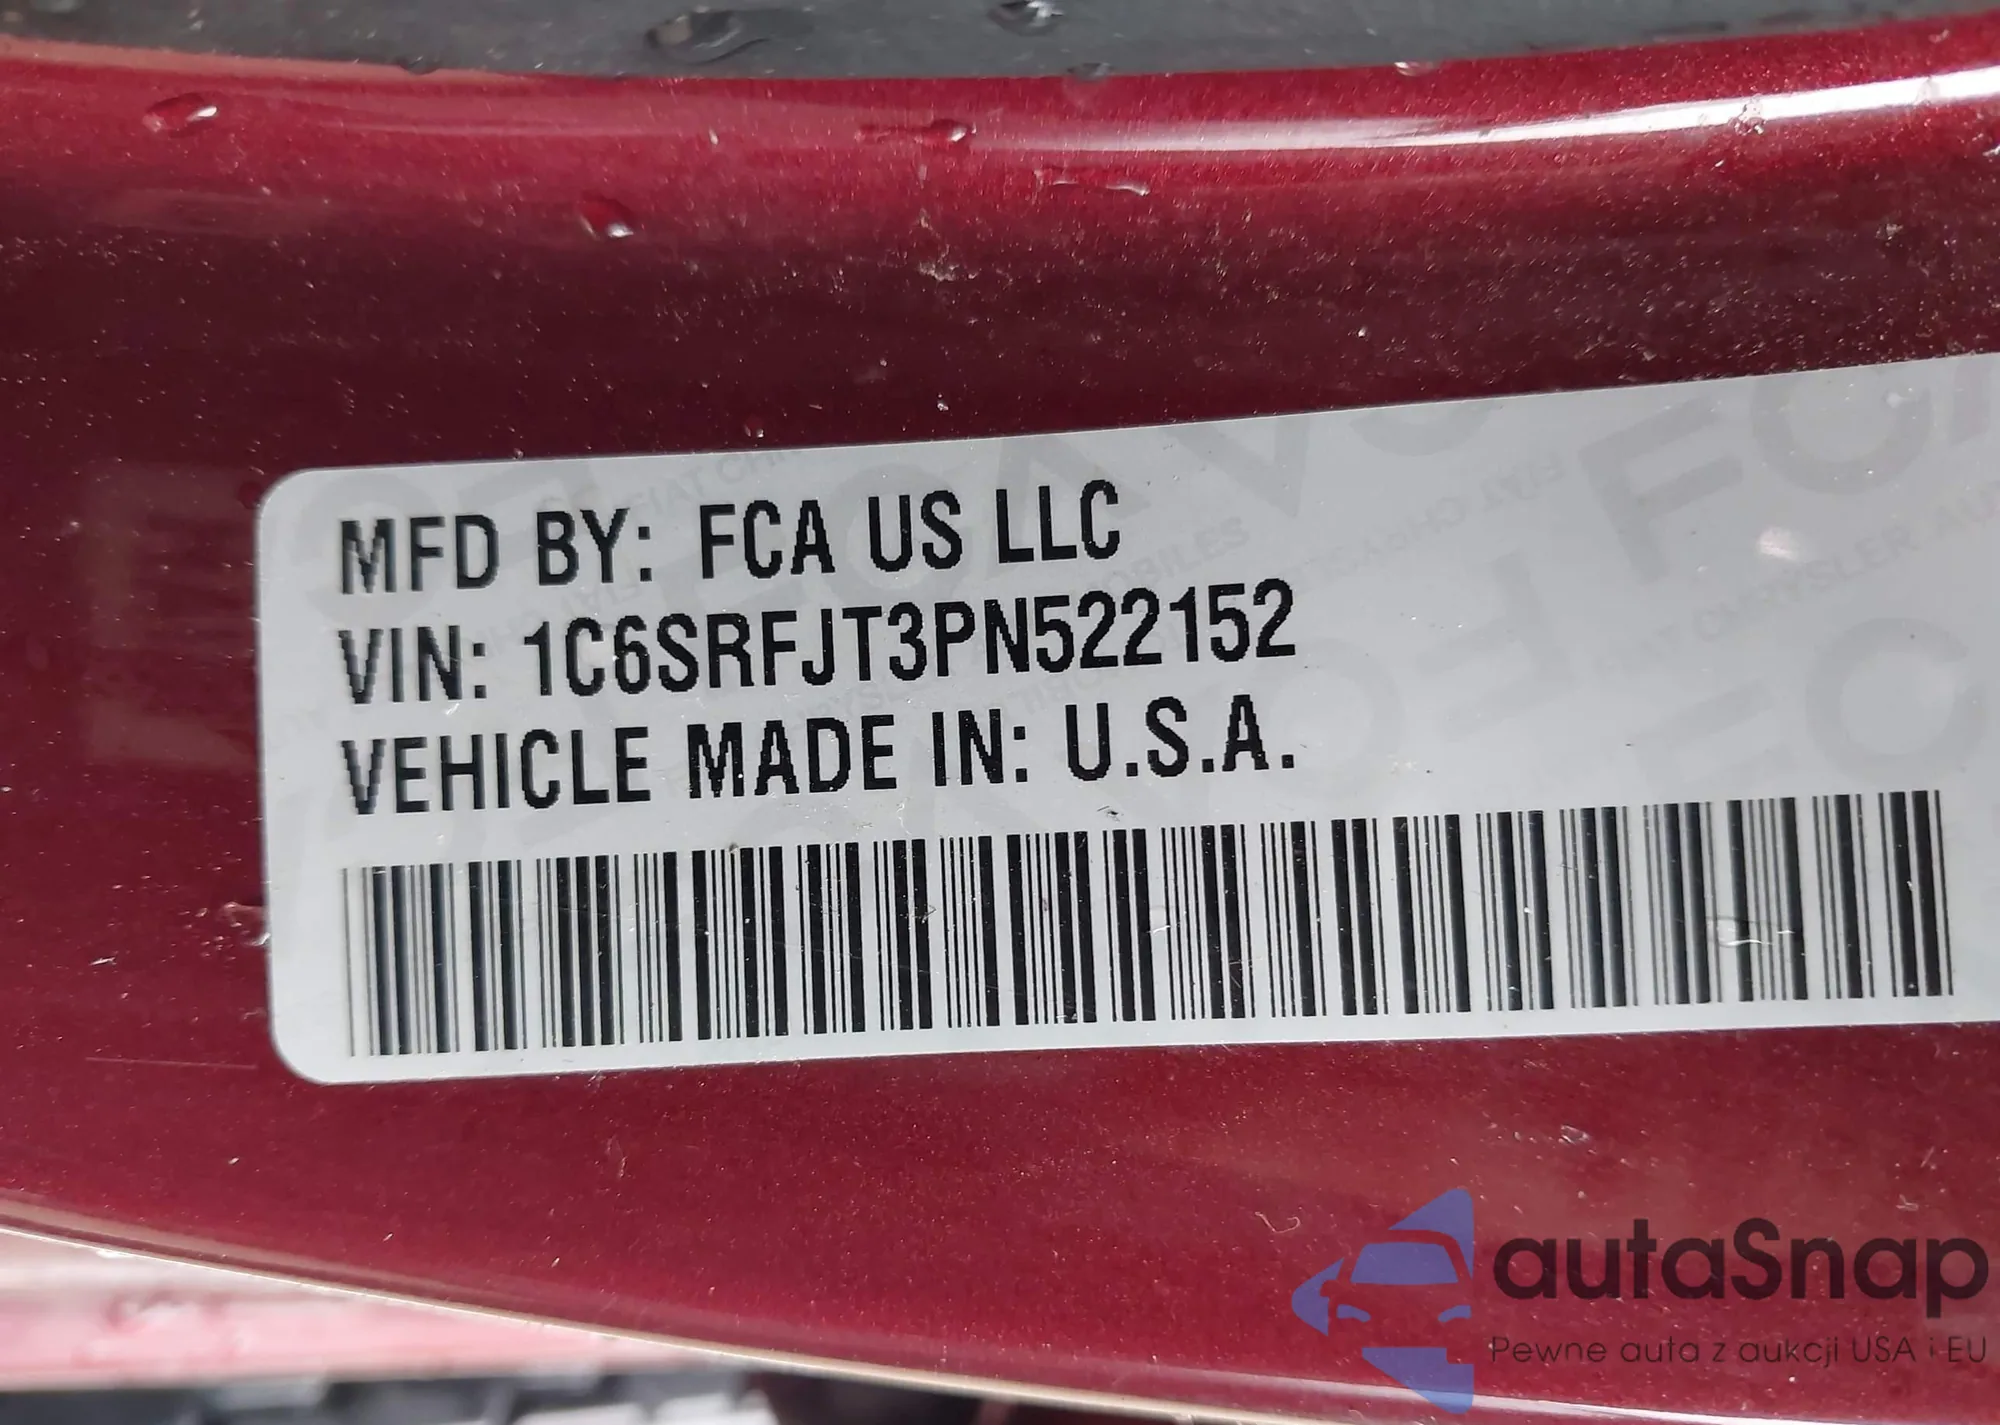 MFD BY: FCA US LLC
VIN: 1C6SRFJT3PN522152
VEHICLE MADE IN: U.S.A.
autaSnap
Pewne auta z aukcji USA i EU